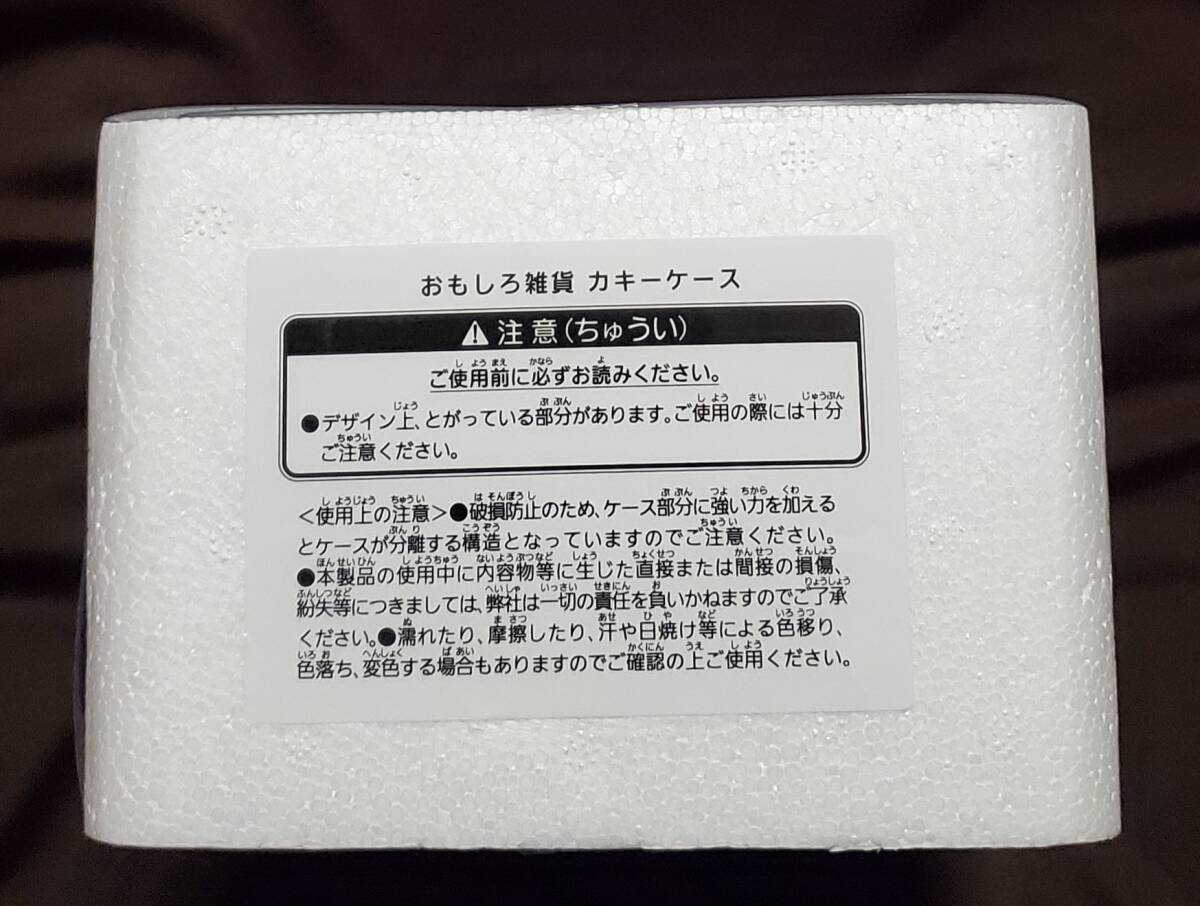 おもしろ雑貨 カキーケース
⚠注意(ちゅうい)
ご使用前に必ずお読みください。
●デザイン上、とがっている部分があります。ご使用の際には十分
ご注意ください。
<使用上の注意>●破損防止のため、ケース部分に強い力を加える
とケースが分離する構造となっていますのでご注意ください。
●本製品の使用中に内容物等に生じた直接または間接の損傷、
紛失等につきましては、弊社は一切の責任を負いかねますのでご了承
ください。●濡れたり、摩擦したり、汗や日焼け等による色移り、
色落ち、変色する場合もありますのでご確認の上ご使用ください。